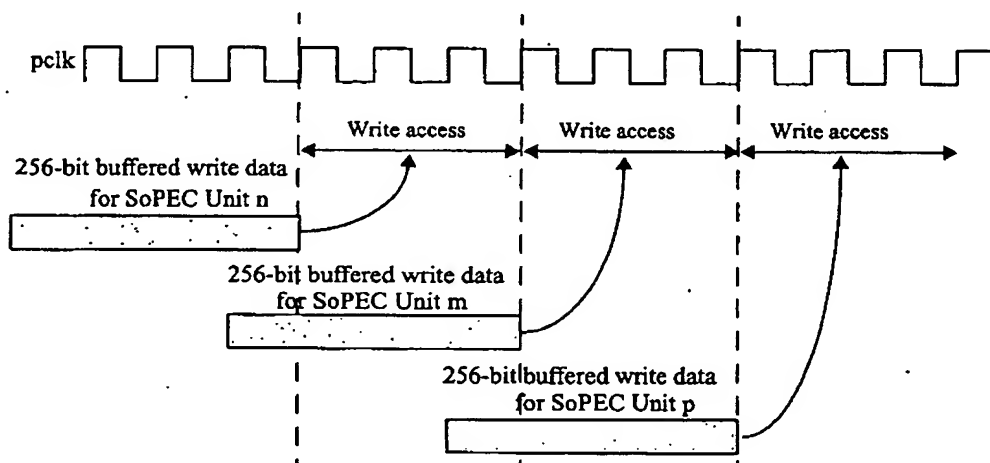 pclk
Write access
Write access
Write access
256-bit buffered write data
for SoPEC Unit n
256-bit buffered write data
for SoPEC Unit m
256-bit buffered write data
for SoPEC Unit p